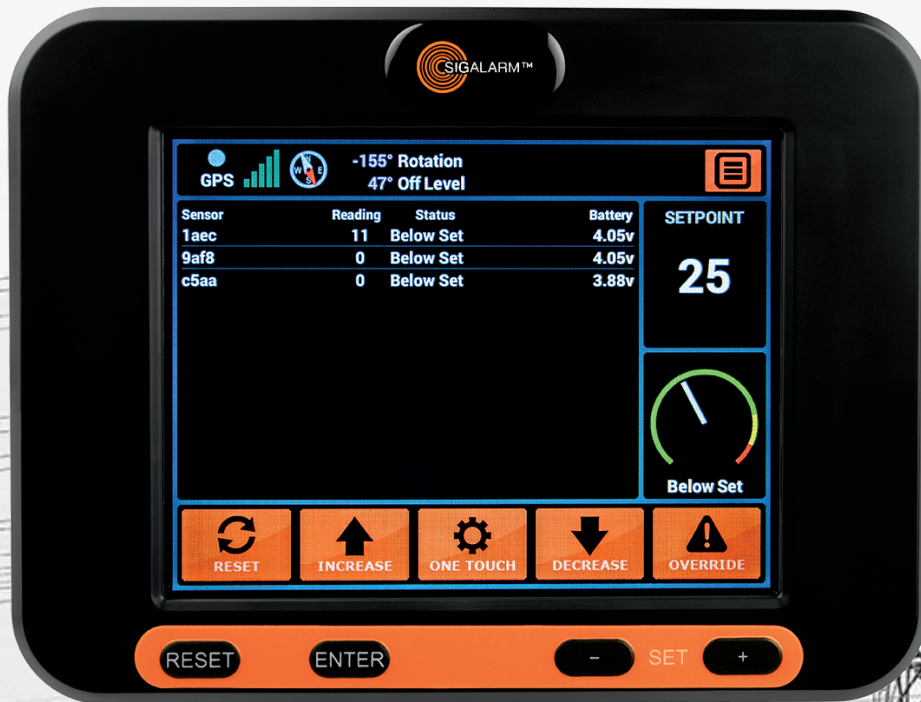 SIGALARM™
GPS
N
W E
S
-155° Rotation
47° Off Level
Sensor Reading Status Battery
1aec 11 Below Set 4.05v
9af8 0 Below Set 4.05v
c5aa 0 Below Set 3.88v
SETPOINT
25
Below Set
RESET INCREASE ONE TOUCH DECREASE OVERRIDE
RESET ENTER - SET +